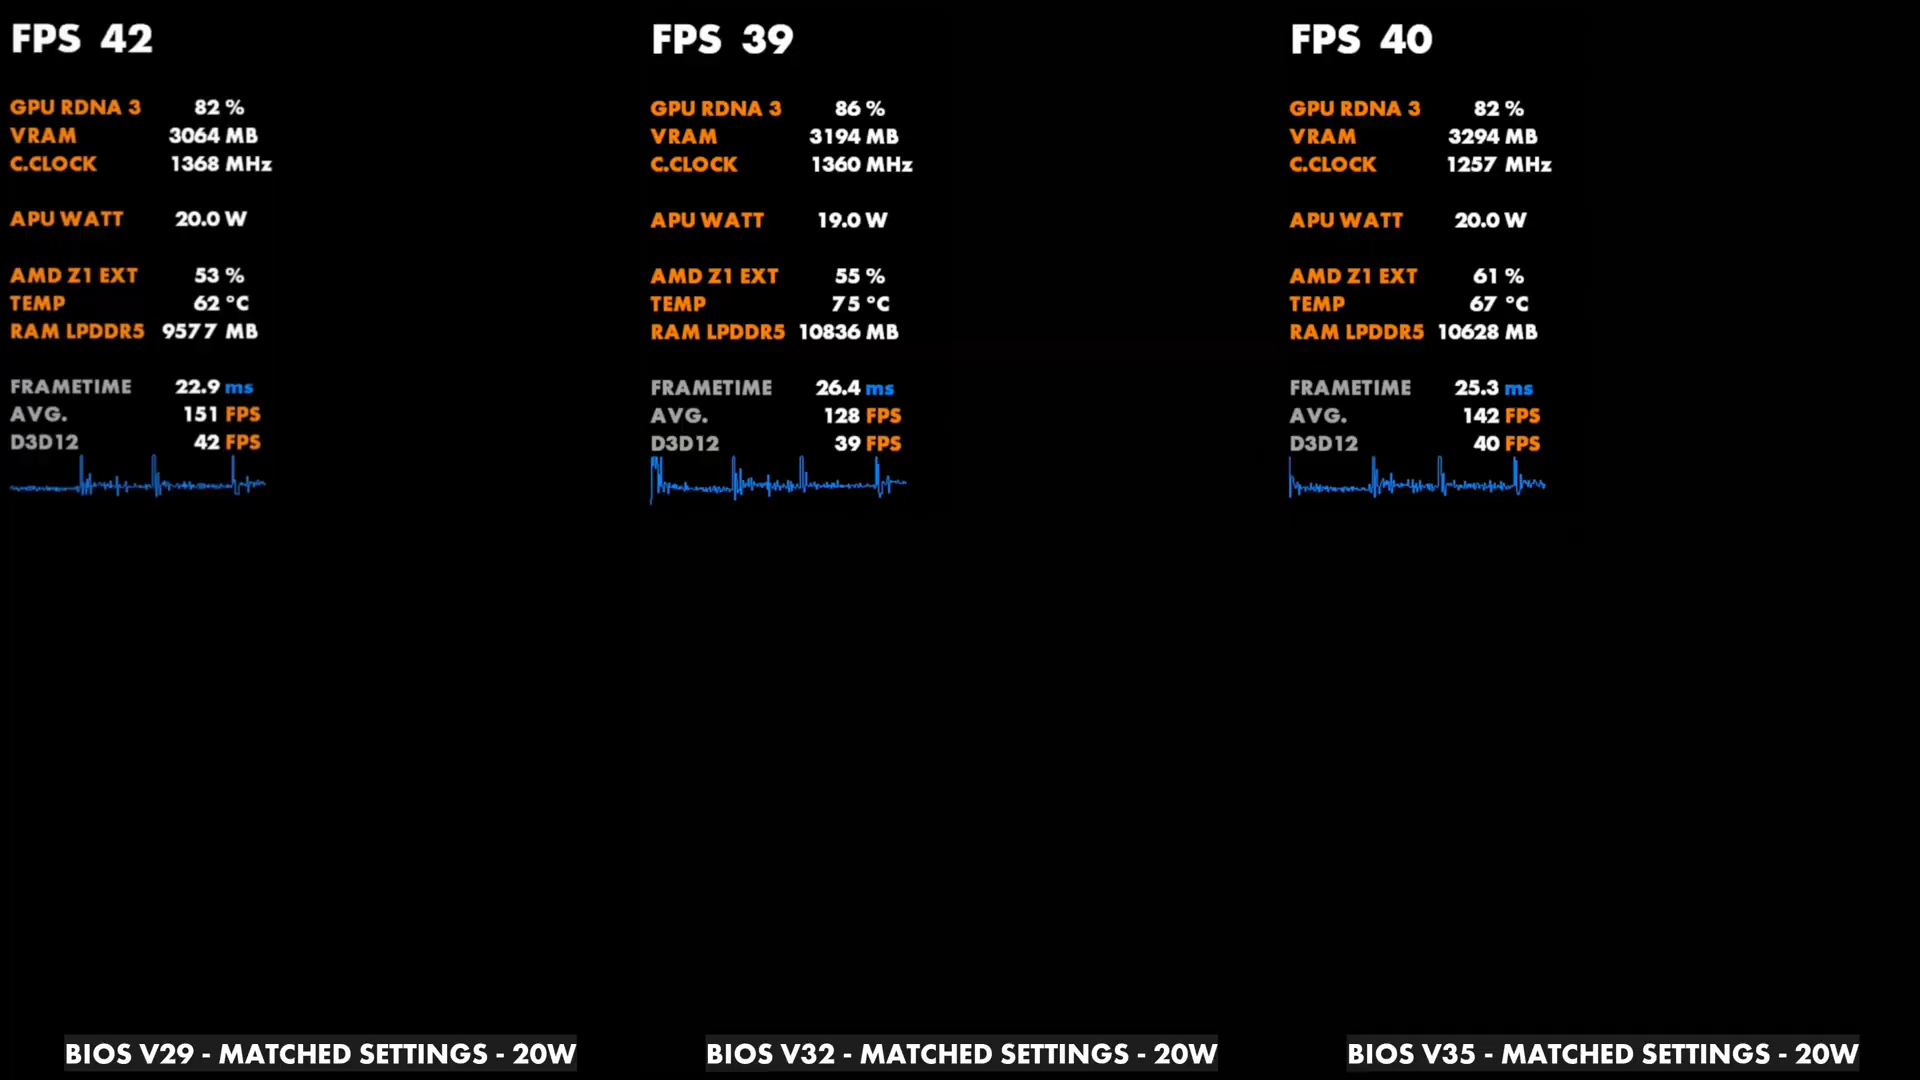 FPS 42
GPU RDNA 3 82 %
VRAM 3064 MB
C.CLOCK 1368 MHz
APU WATT 20.0 W
AMD Z1 EXT 53 %
TEMP 62 °C
RAM LPDDR5 9577 MB
FRAMETIME 22.9 ms
AVG. 151 FPS
D3D12 42 FPS
BIOS V29 - MATCHED SETTINGS - 20W
FPS 39
GPU RDNA 3 86 %
VRAM 3194 MB
C.CLOCK 1360 MHz
APU WATT 19.0 W
AMD Z1 EXT 55 %
TEMP 75 °C
RAM LPDDR5 10836 MB
FRAMETIME 26.4 ms
AVG. 128 FPS
D3D12 39 FPS
BIOS V32 - MATCHED SETTINGS - 20W
FPS 40
GPU RDNA 3 82 %
VRAM 3294 MB
C.CLOCK 1257 MHz
APU WATT 20.0 W
AMD Z1 EXT 61 %
TEMP 67 °C
RAM LPDDR5 10628 MB
FRAMETIME 25.3 ms
AVG. 142 FPS
D3D12 40 FPS
BIOS V35 - MATCHED SETTINGS - 20W